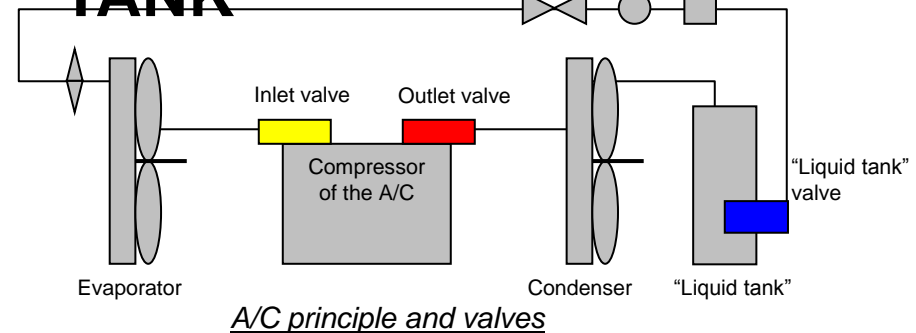 TANK
Inlet valve
Outlet valve
Compressor
of the A/C
“Liquid tank”
valve
Evaporator
Condenser
“Liquid tank”
A/C principle and valves